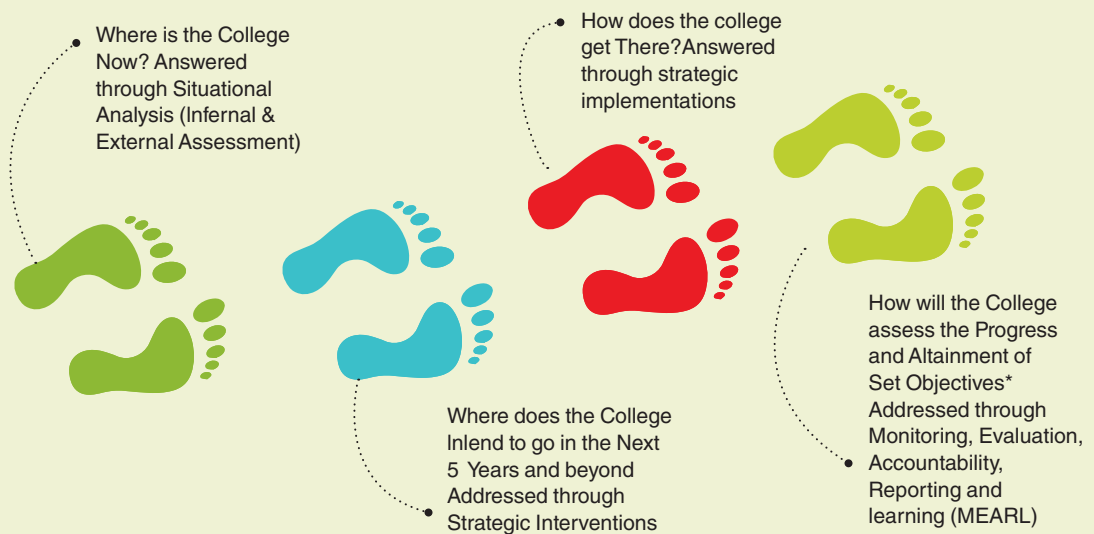 Where is the College
Now? Answered
through Situational
Analysis (Infernal &
External Assessment)
Where does the College
Inlend to go in the Next
5 Years and beyond
Addressed through
Strategic Interventions
How does the college
get There?Answered
through strategic
implementations
How will the College
assess the Progress
and Altainment of
Set Objectives*
Addressed through
Monitoring, Evaluation,
Accountability,
Reporting and
learning (MEARL)